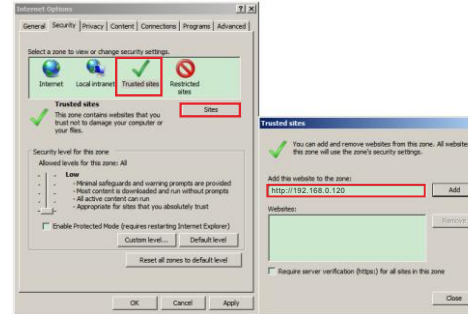 Internet Options
General Security Privacy Content Connections Programs Advanced
Select a zone to view or change security settings.
Internet Local intranet Trusted sites Restricted sites
Trusted sites
This zone contains websites that you
trust not to damage your computer or
your files.
Sites
Security level for this zone
Allowed levels for this zone: All
Low
- Minimal safeguards and warning prompts are provided
- Most content is downloaded and run without prompts
- All active content can run
- Appropriate for sites that you absolutely trust
Enable Protected Mode (requires restarting Internet Explorer)
Custom level... Default level
Reset all zones to default level
OK Cancel Apply
Trusted sites
You can add and remove websites from this zone. All website
this zone will use the zone's security settings.
Add this website to the zone:
http://192.168.0.120 Add
Websites:
Remove
Require server verification (https:) for all sites in this zone
Close